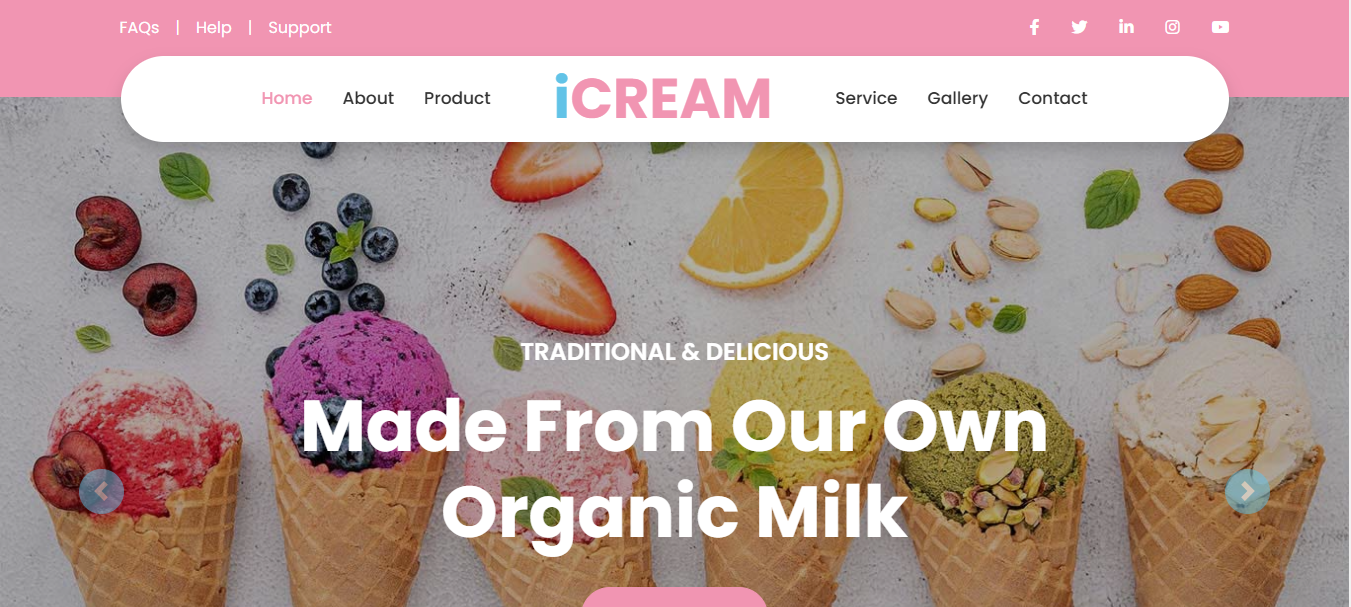 FAQs | Help | Support
Home About Product iCREAM Service Gallery Contact
TRADITIONAL & DELICIOUS
Made From Our Own
Organic Milk